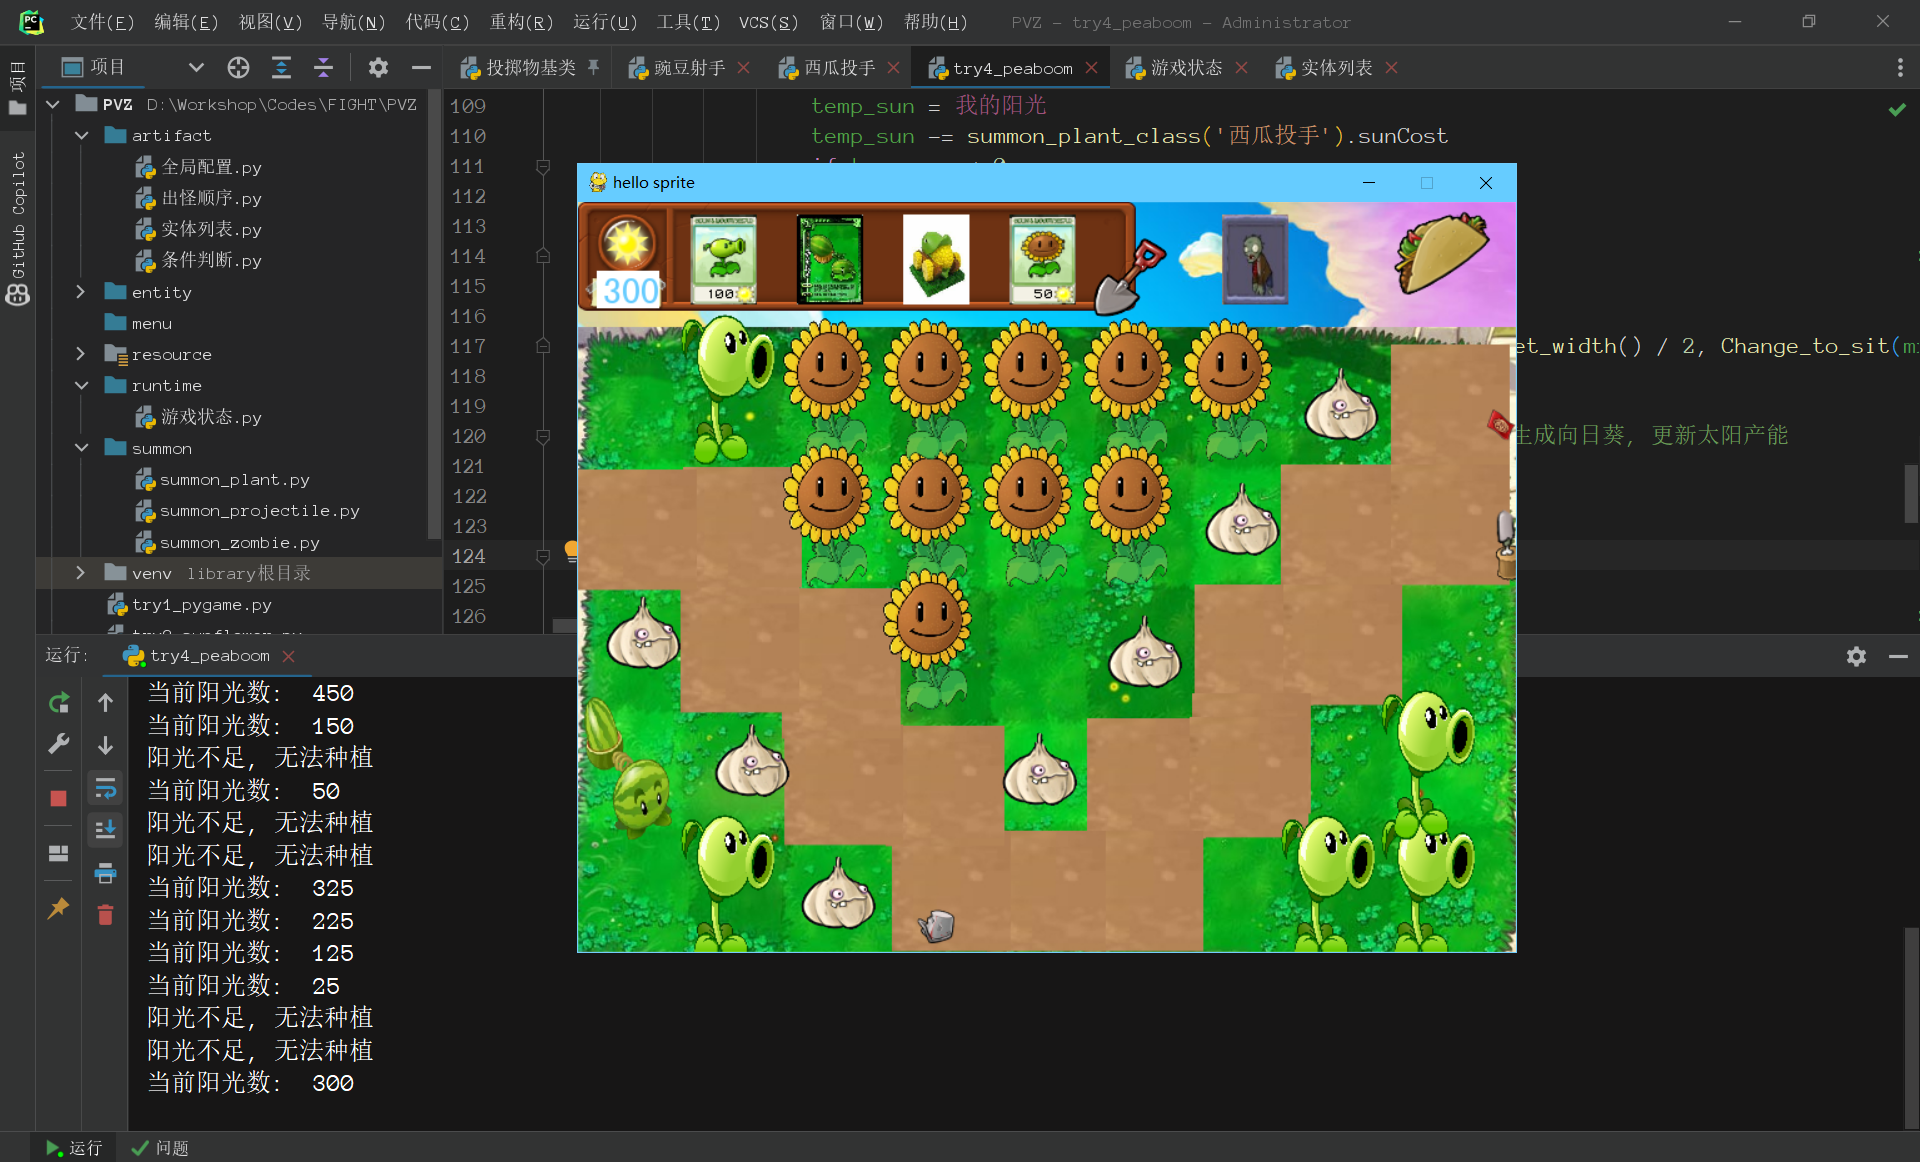 文件(F) 编辑(E) 视图(V) 导航(N) 代码(C) 重构(R) 运行(U) 工具(T) VCS(S) 窗口(W) 帮助(H) PVZ - try4_peaboom - Administrator
项目
投掷物基类 豌豆射手 西瓜投手 try4_peaboom 游戏状态 实体列表
项目
GitHub Copilot
PVZ D:\Workshop\Codes\FIGHT\PVZ
artifact
全局配置.py
出怪顺序.py
实体列表.py
条件判断.py
entity
menu
resource
runtime
游戏状态.py
summon
summon_plant.py
summon_projectile.py
summon_zombie.py
venv library根目录
try1_pygame.py
109 temp_sun = 我的阳光
110 temp_sun -= summon_plant_class('西瓜投手').sunCost
111
112
113
114
115
116
117 et_width() / 2, Change_to_sit(m
118
119
120 生成向日葵, 更新太阳产能
121
122
123
124
125
126
hello sprite
300
100
50
运行: try4_peaboom
当前阳光数: 450
当前阳光数: 150
阳光不足, 无法种植
当前阳光数: 50
阳光不足, 无法种植
阳光不足, 无法种植
当前阳光数: 325
当前阳光数: 225
当前阳光数: 125
当前阳光数: 25
阳光不足, 无法种植
阳光不足, 无法种植
当前阳光数: 300
运行 问题